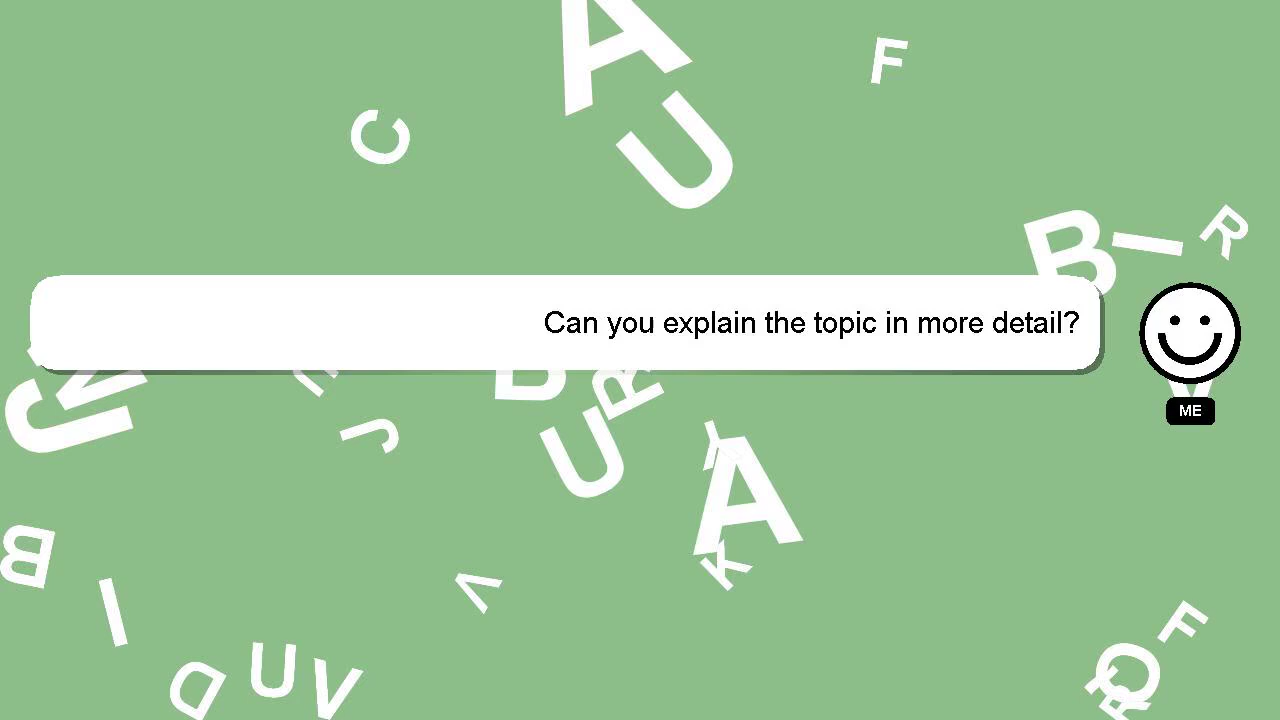 A
F
C
U
B I R
Can you explain the topic in more detail?
ME
J
U
R
A
K
B
I
V
F
D U V
Q
R